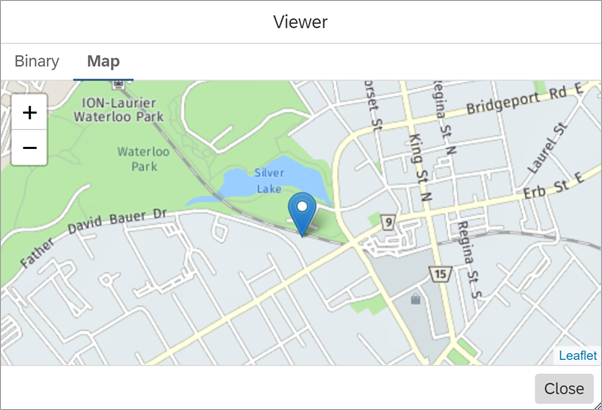 Viewer
Binary
Map
+
−
ION-Laurier
Waterloo Park
Waterloo
Park
Silver
Lake
Father David Bauer Dr
orset St
Regina St N
King St N
Bridgeport Rd E
Laurel St
Erb St E
9
Regina St S
15
Leaflet
Close